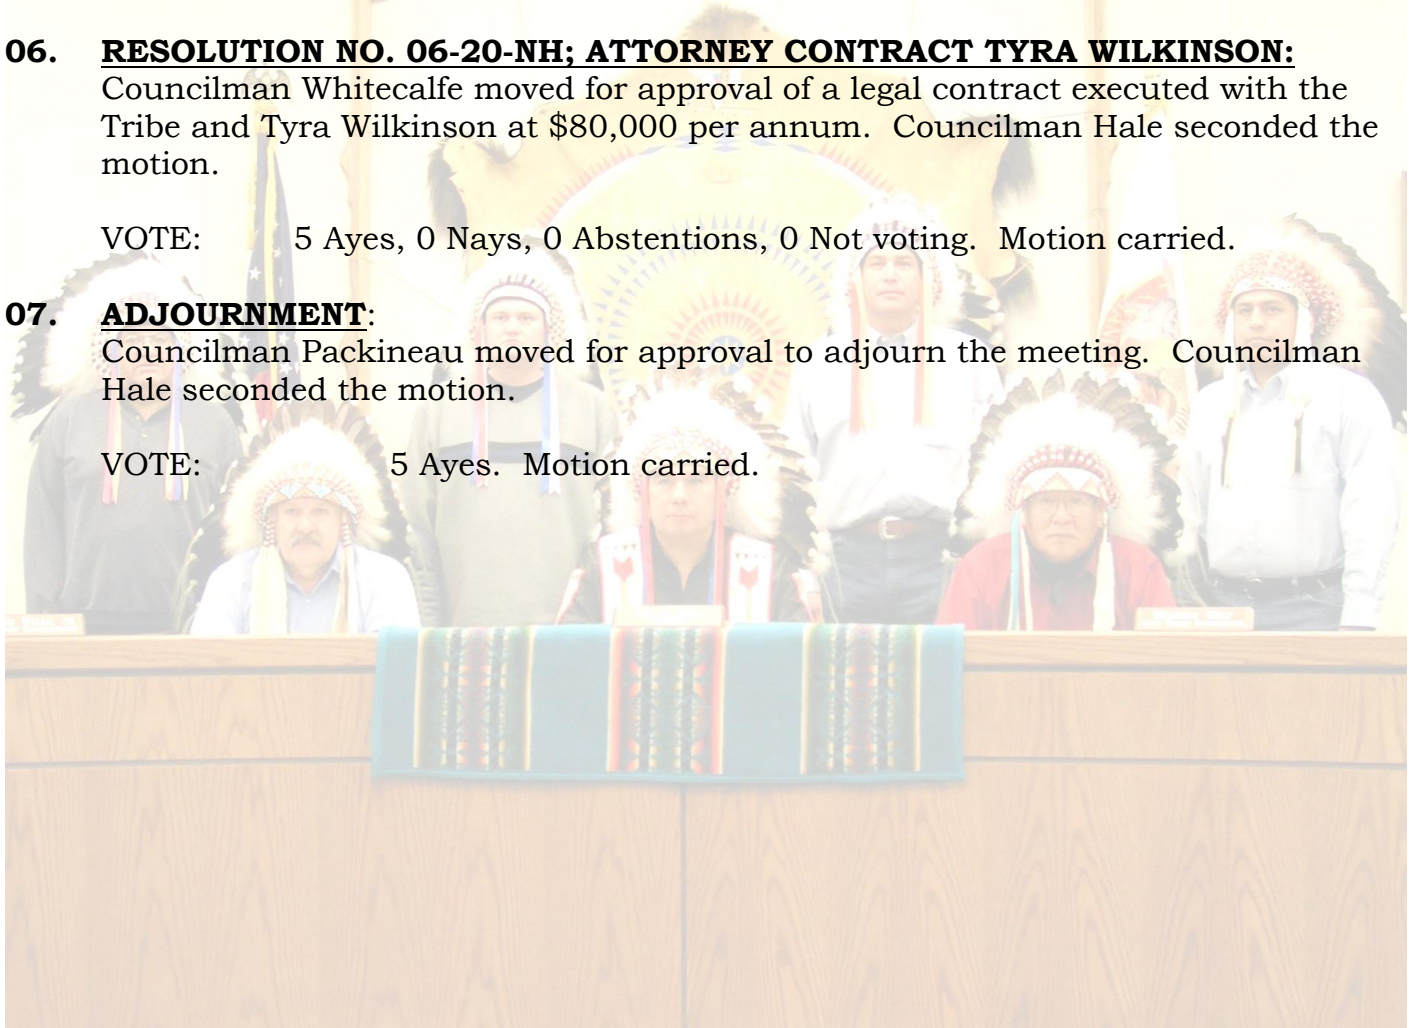 06. RESOLUTION NO. 06-20-NH; ATTORNEY CONTRACT TYRA WILKINSON:
Councilman Whitecalfe moved for approval of a legal contract executed with the
Tribe and Tyra Wilkinson at $80,000 per annum. Councilman Hale seconded the
motion.
VOTE: 5 Ayes, 0 Nays, 0 Abstentions, 0 Not voting. Motion carried.
07. ADJOURNMENT:
Councilman Packineau moved for approval to adjourn the meeting. Councilman
Hale seconded the motion.
VOTE: 5 Ayes. Motion carried.